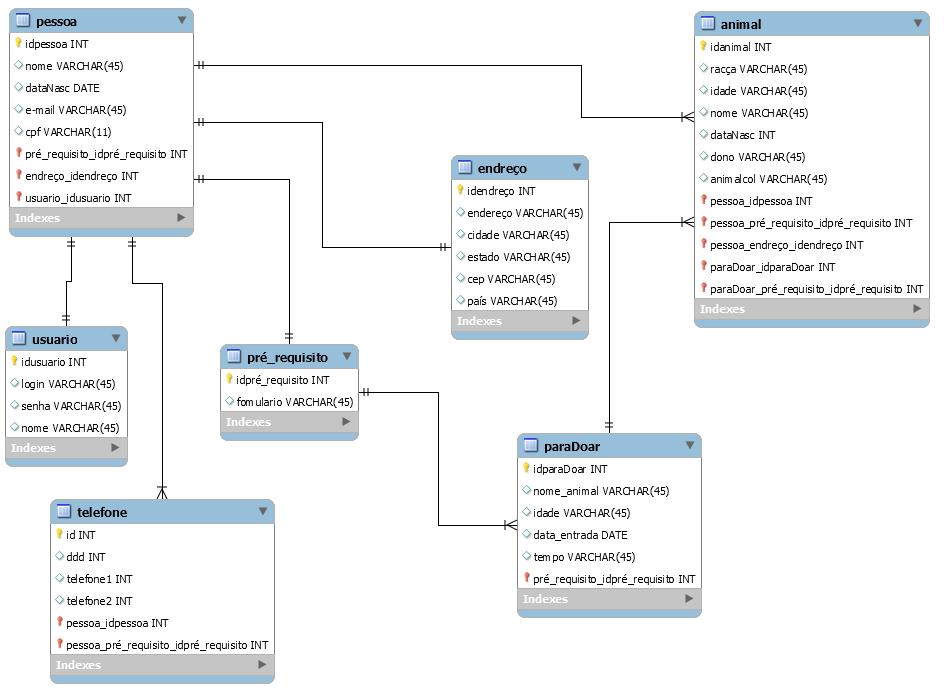 pessoa
idpessoa INT
nome VARCHAR(45)
dataNasc DATE
e-mail VARCHAR(45)
cpf VARCHAR(11)
pré_requisito_idpré_requisito INT
endreço_idendreço INT
usuario_idusuario INT
Indexes
animal
idanimal INT
racça VARCHAR(45)
idade VARCHAR(45)
nome VARCHAR(45)
dataNasc INT
dono VARCHAR(45)
animalcol VARCHAR(45)
pessoa_idpessoa INT
pessoa_pré_requisito_idpré_requisito INT
pessoa_endreço_idendreço INT
paraDoar_idparaDoar INT
paraDoar_pré_requisito_idpré_requisito INT
Indexes
endreço
idendreço INT
endereço VARCHAR(45)
cidade VARCHAR(45)
estado VARCHAR(45)
cep VARCHAR(45)
país VARCHAR(45)
Indexes
usuario
idusuario INT
login VARCHAR(45)
senha VARCHAR(45)
nome VARCHAR(45)
Indexes
pré_requisito
idpré_requisito INT
fomulario VARCHAR(45)
Indexes
paraDoar
idparaDoar INT
nome_animal VARCHAR(45)
idade VARCHAR(45)
data_entrada DATE
tempo VARCHAR(45)
pré_requisito_idpré_requisito INT
Indexes
telefone
id INT
ddd INT
telefone1 INT
telefone2 INT
pessoa_idpessoa INT
pessoa_pré_requisito_idpré_requisito INT
Indexes